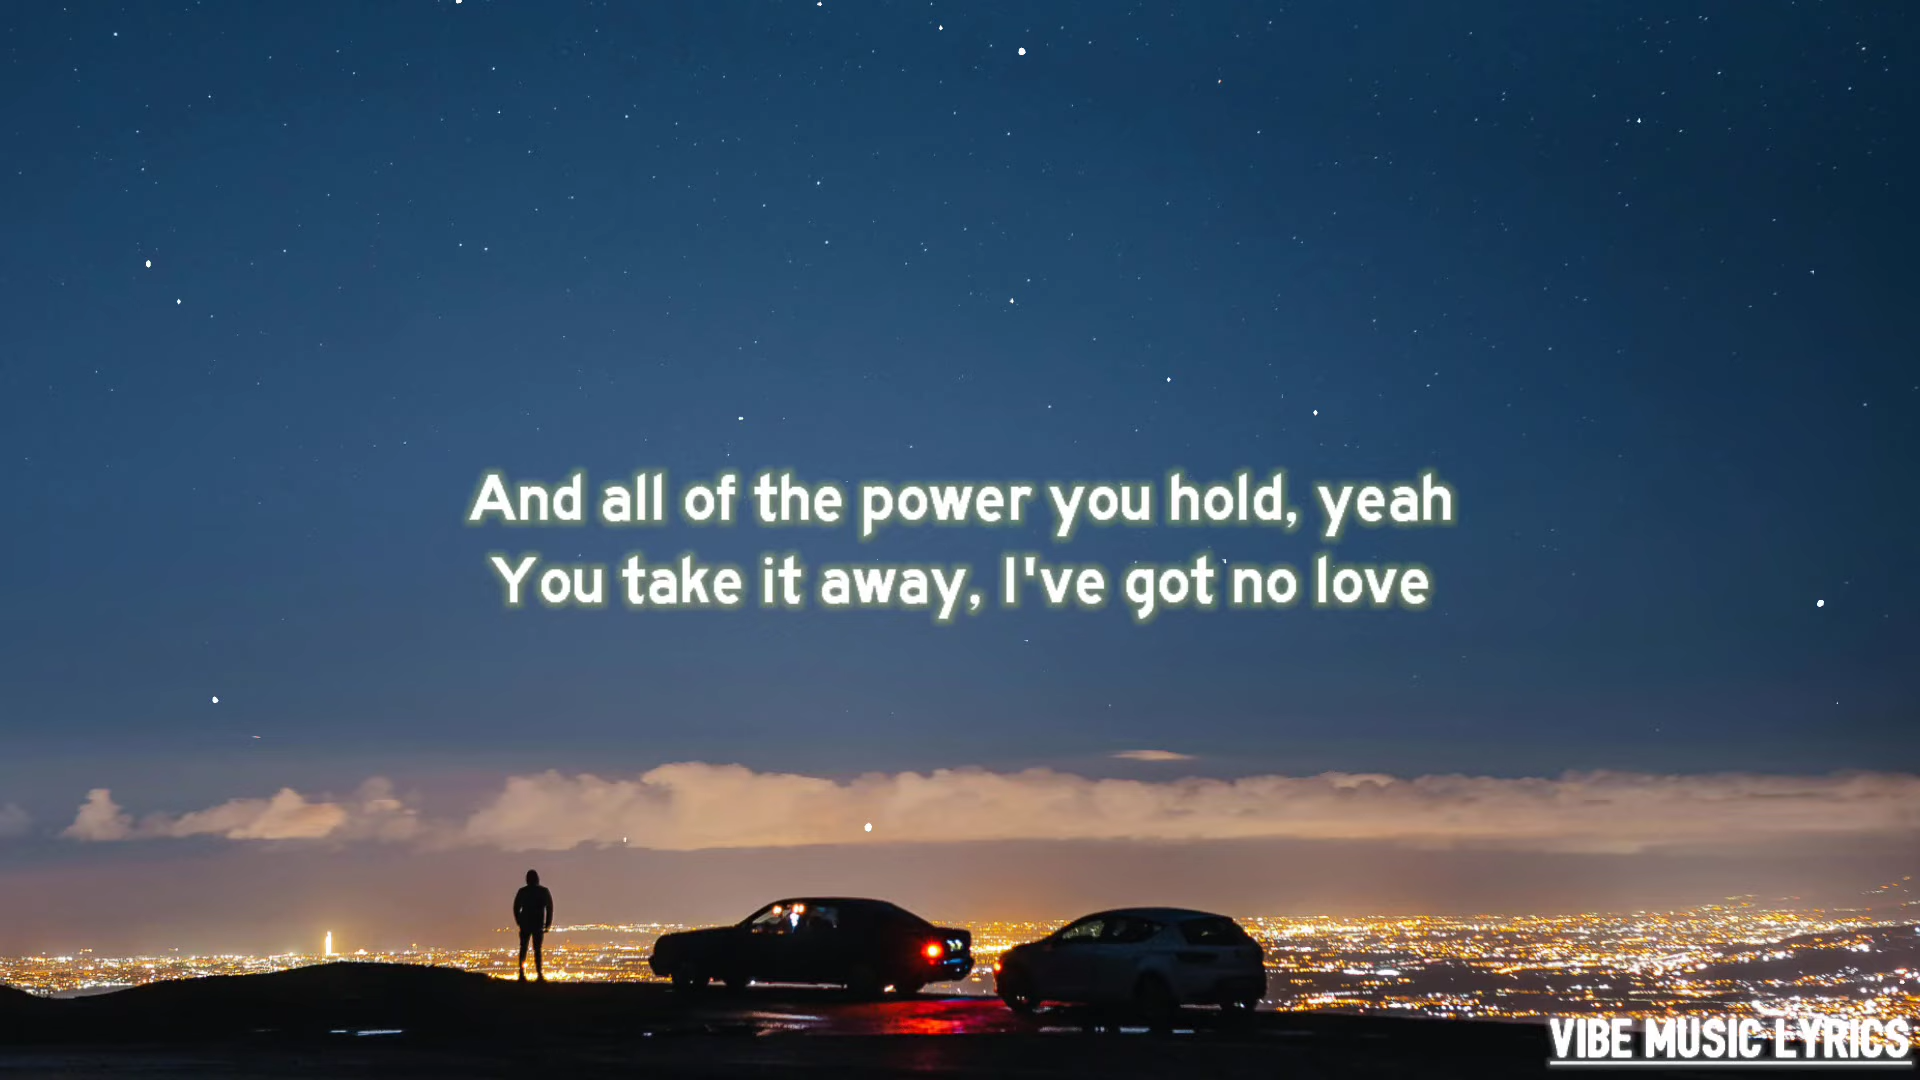 And all of the power you hold, yeah
You take it away, I've got no love
VIBE MUSIC LYRICS